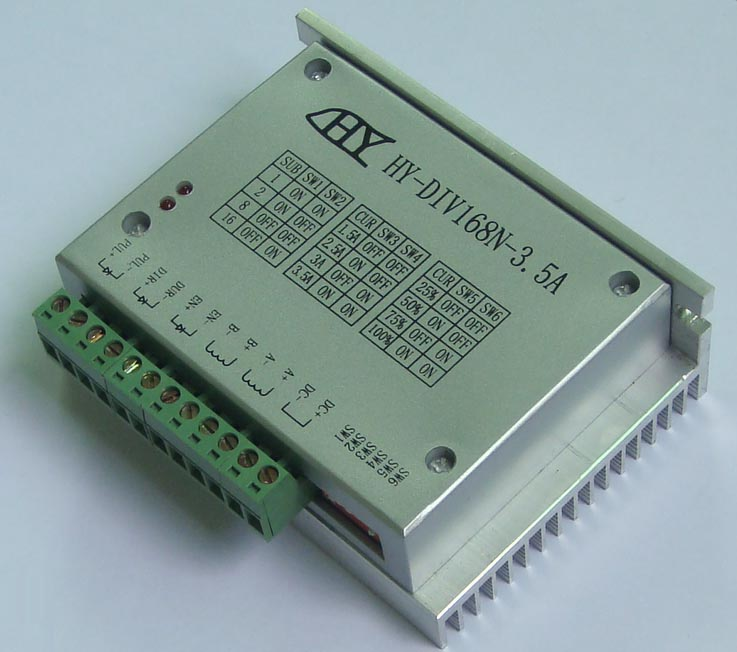 HY
HY-DIV168N-3.5A
SUB SW1 SW2
1 ON ON
2 ON OFF
8 OFF OFF
16 OFF ON
CUR SW3 SW4
1.5A OFF OFF
2.5A ON OFF
3A OFF ON
3.5A ON ON
CUR SW5 SW6
25% OFF OFF
50% ON OFF
75% OFF ON
100% ON ON
PUL+
PUL-
DIR+
DUR-
EN+
EN-
B-
B+
A-
A+
DC-
DC+
SW1
SW2
SW3
SW4
SW5
SW6